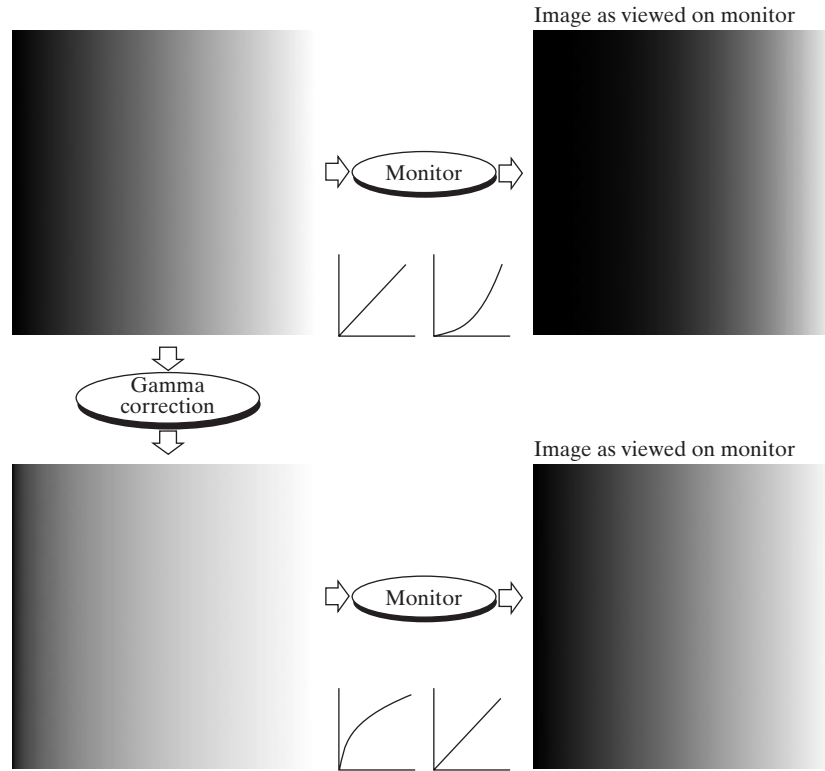 Image as viewed on monitor
Monitor
Gamma
correction
Image as viewed on monitor
Monitor